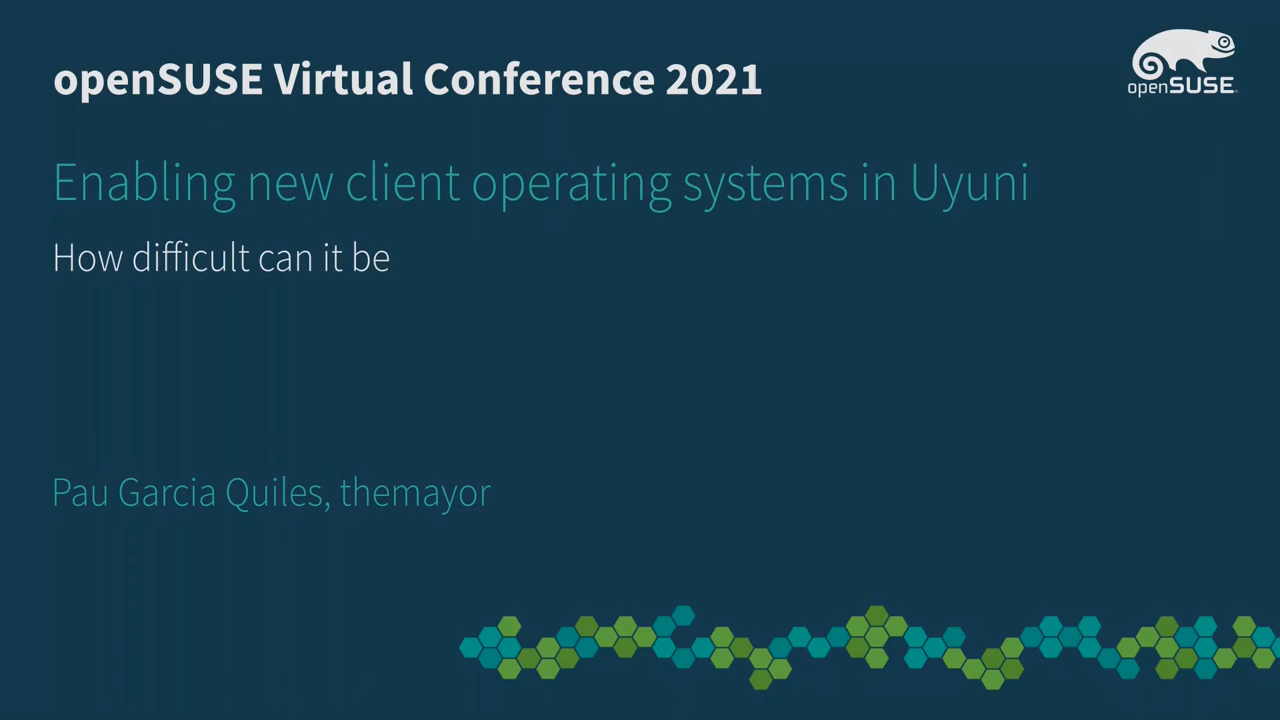 openSUSE Virtual Conference 2021
openSUSE
Enabling new client operating systems in Uyuni
How difficult can it be
Pau Garcia Quiles, themayor